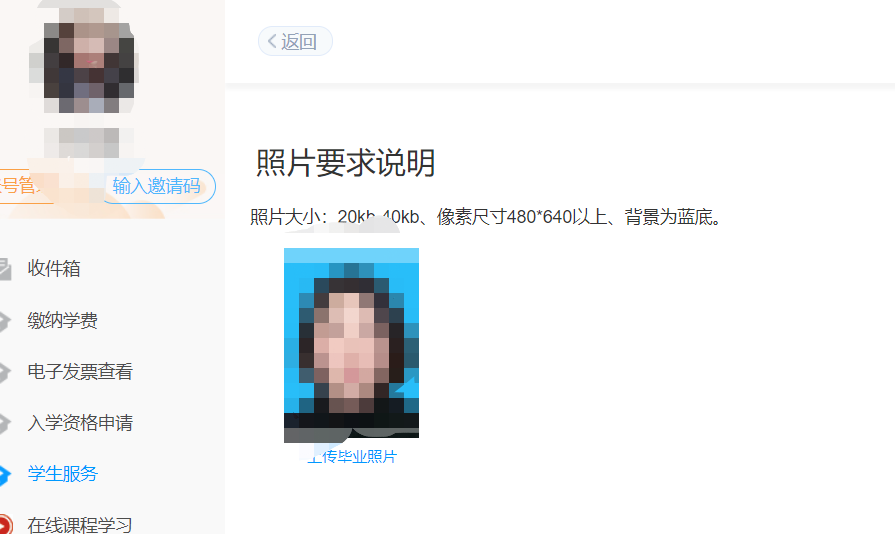 返回
照片要求说明
照片大小：20kb-40kb、像素尺寸480*640以上、背景为蓝底。
上传毕业照片
号管
输入邀请码
收件箱
缴纳学费
电子发票查看
入学资格申请
学生服务
在线课程学习